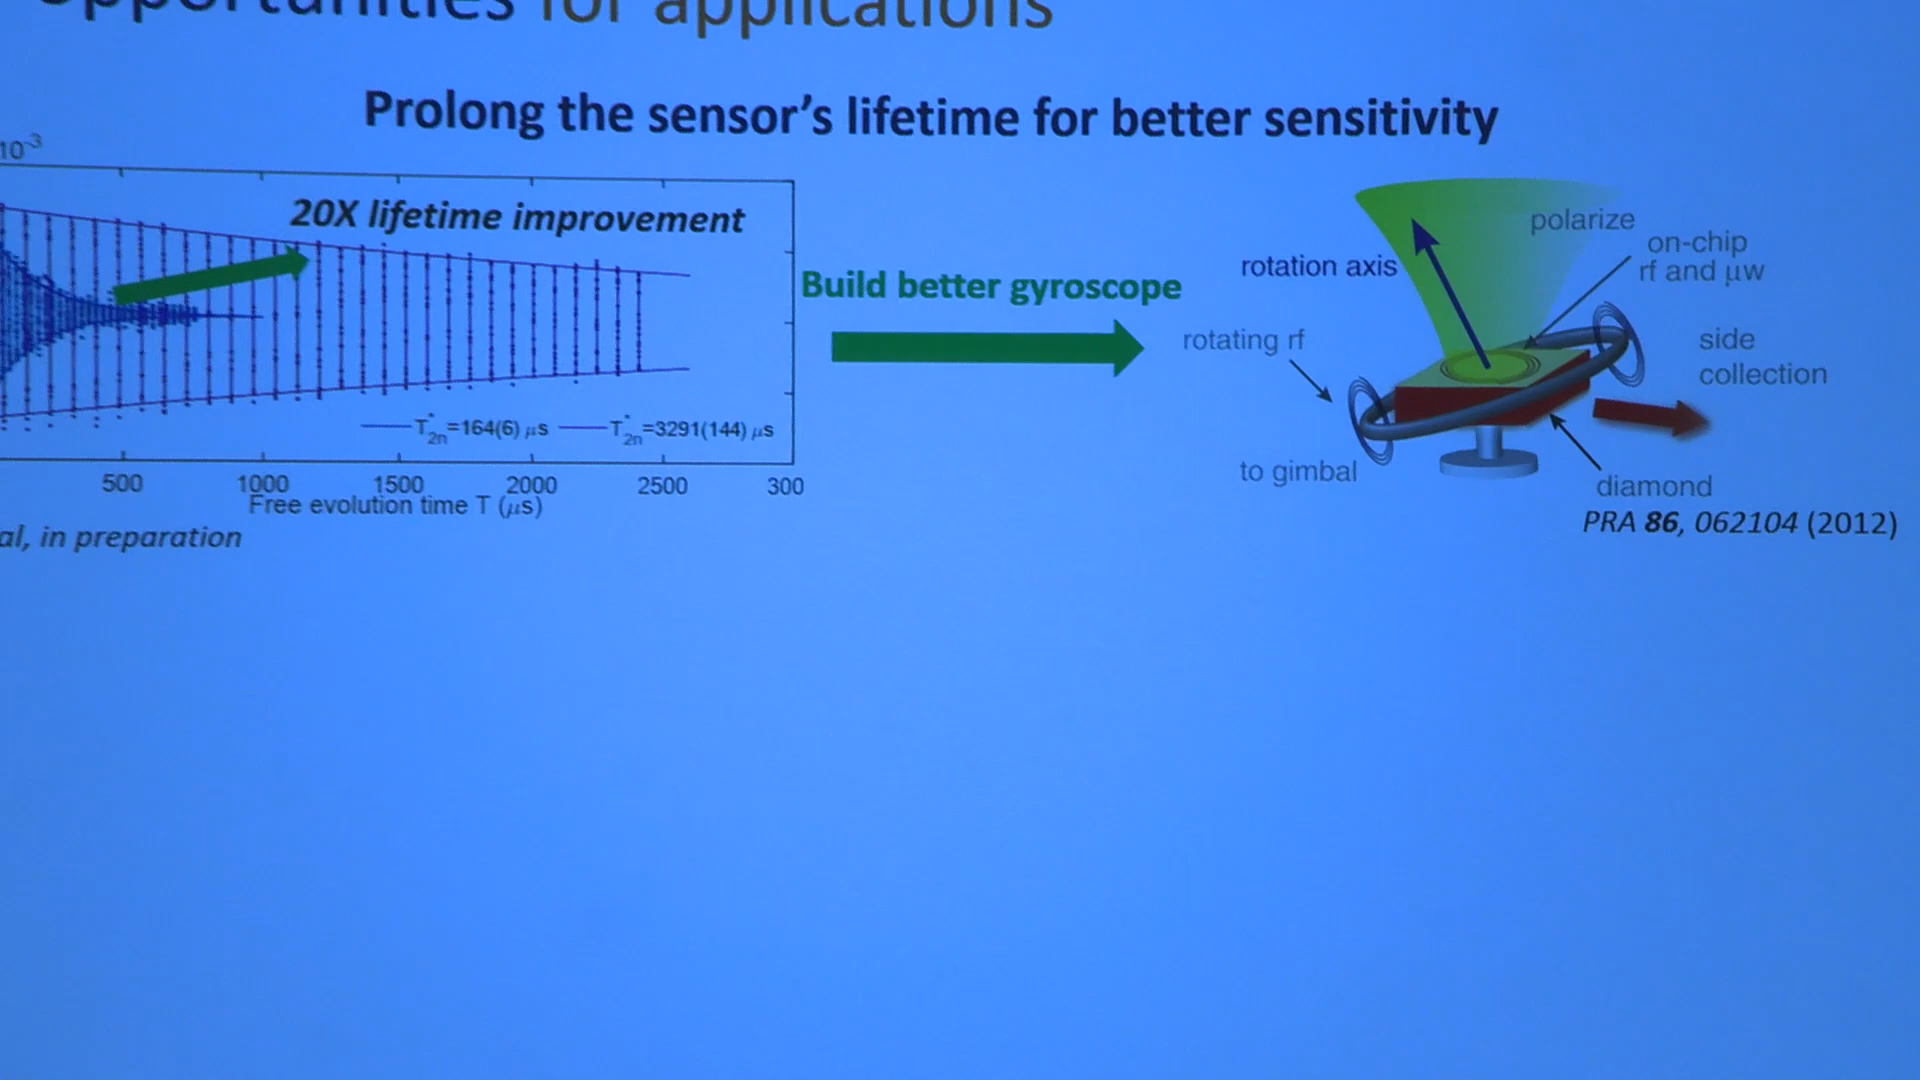 opportunities for applications
Prolong the sensor's lifetime for better sensitivity
10⁻³
20X lifetime improvement
T*2n=164(6) μs
T*2n=3291(144) μs
500 1000 1500 2000 2500 300
Free evolution time T (μs)
al, in preparation
Build better gyroscope
polarize
on-chip
rf and μw
rotation axis
rotating rf
side
collection
to gimbal
diamond
PRA 86, 062104 (2012)